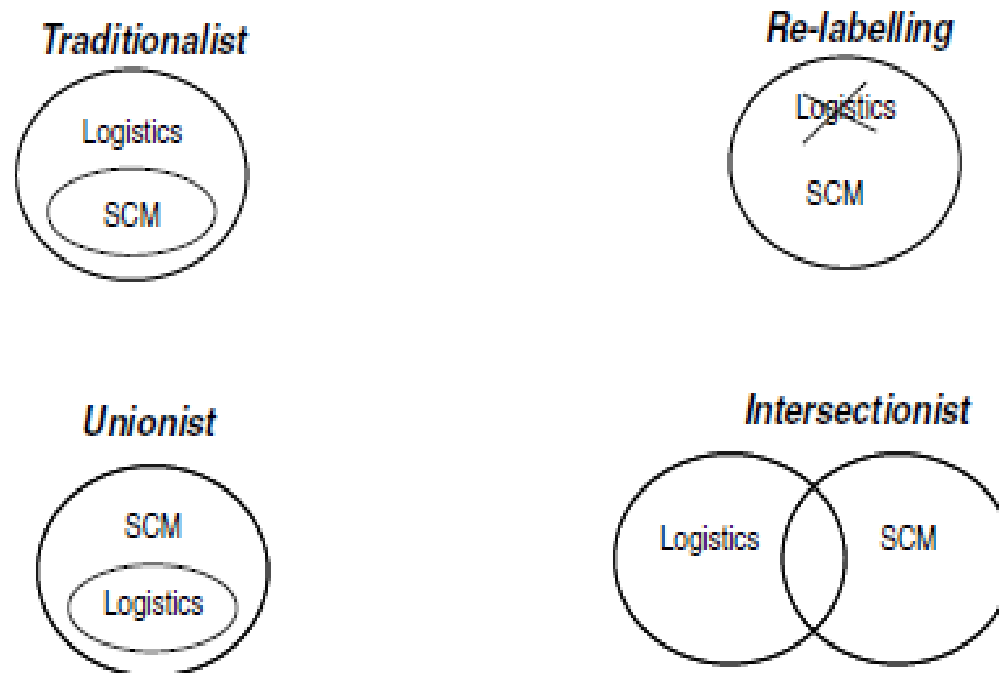 Traditionalist
Logistics
SCM
Re-labelling
Logistics
SCM
Unionist
SCM
Logistics
Intersectionist
Logistics
SCM